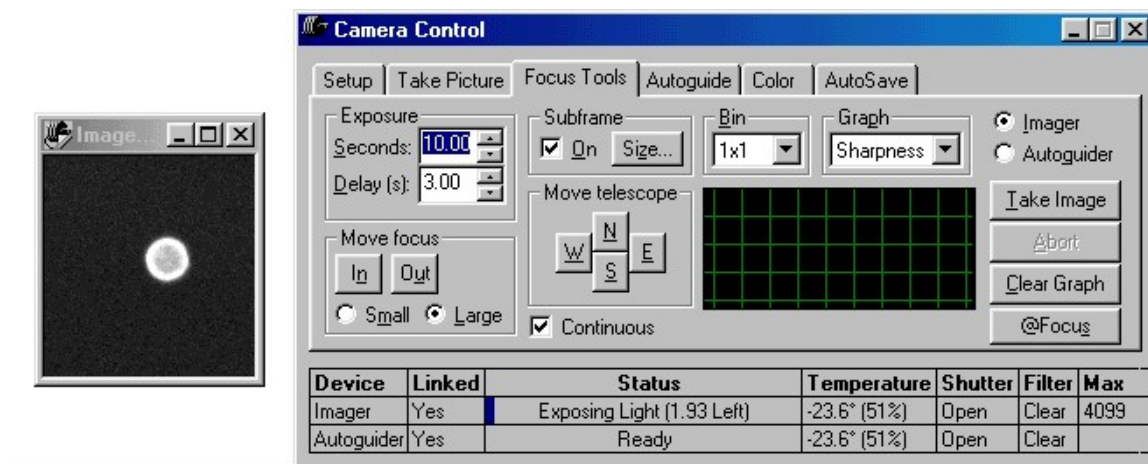 Image...
Camera Control
Setup Take Picture Focus Tools Autoguide Color AutoSave
Exposure
Seconds: 10.00
Delay (s): 3.00
Subframe
On Size...
Bin
1x1
Graph
Sharpness
Imager
Autoguider
Move focus
In Out
Small Large
Move telescope
N
W E
S
Continuous
Take Image
Abort
Clear Graph
@Focus
Device Linked Status Temperature Shutter Filter Max
Imager Yes Exposing Light (1.93 Left) -23.6° (51%) Open Clear 4099
Autoguider Yes Ready -23.6° (51%) Open Clear